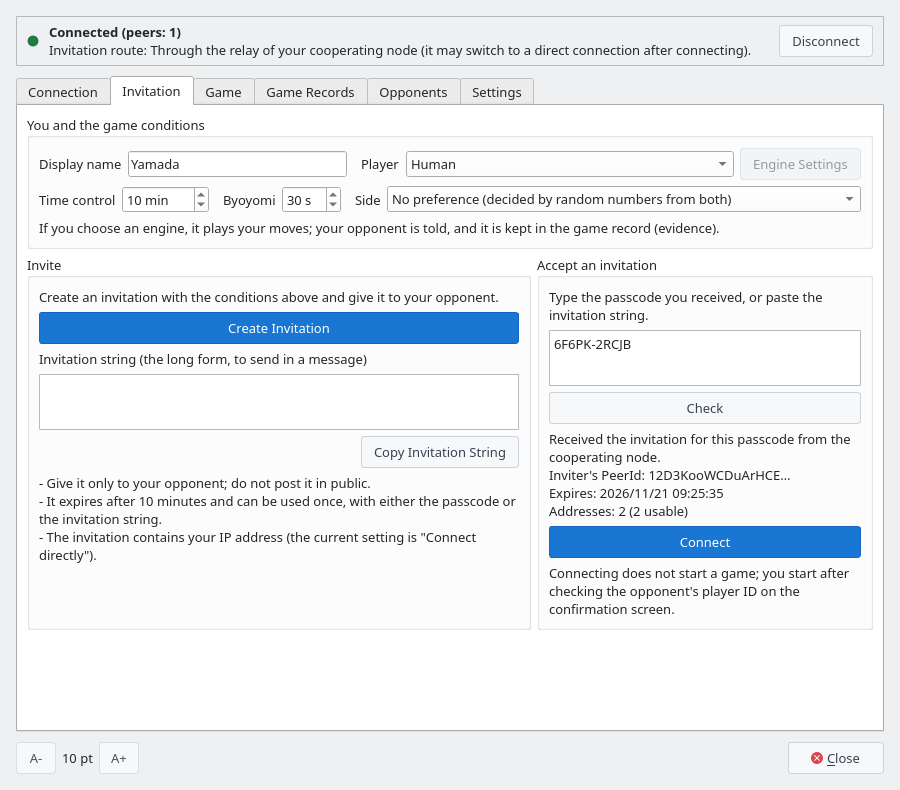 Connected (peers: 1)
Invitation route: Through the relay of your cooperating node (it may switch to a direct connection after connecting).
Disconnect
Connection
Invitation
Game
Game Records
Opponents
Settings
You and the game conditions
Display name
Yamada
Player
Human
Engine Settings
Time control
10 min
Byoyomi
30 s
Side
No preference (decided by random numbers from both)
If you choose an engine, it plays your moves; your opponent is told, and it is kept in the game record (evidence).
Invite
Create an invitation with the conditions above and give it to your opponent.
Create Invitation
Invitation string (the long form, to send in a message)
Copy Invitation String
- Give it only to your opponent; do not post it in public.
- It expires after 10 minutes and can be used once, with either the passcode or
the invitation string.
- The invitation contains your IP address (the current setting is "Connect
directly").
Accept an invitation
Type the passcode you received, or paste the
invitation string.
6F6PK-2RCJB
Check
Received the invitation for this passcode from the
cooperating node.
Inviter's PeerId: 12D3KooWCDuArHCE...
Expires: 2026/11/21 09:25:35
Addresses: 2 (2 usable)
Connect
Connecting does not start a game; you start after
checking the opponent's player ID on the
confirmation screen.
A-
10 pt
A+
Close